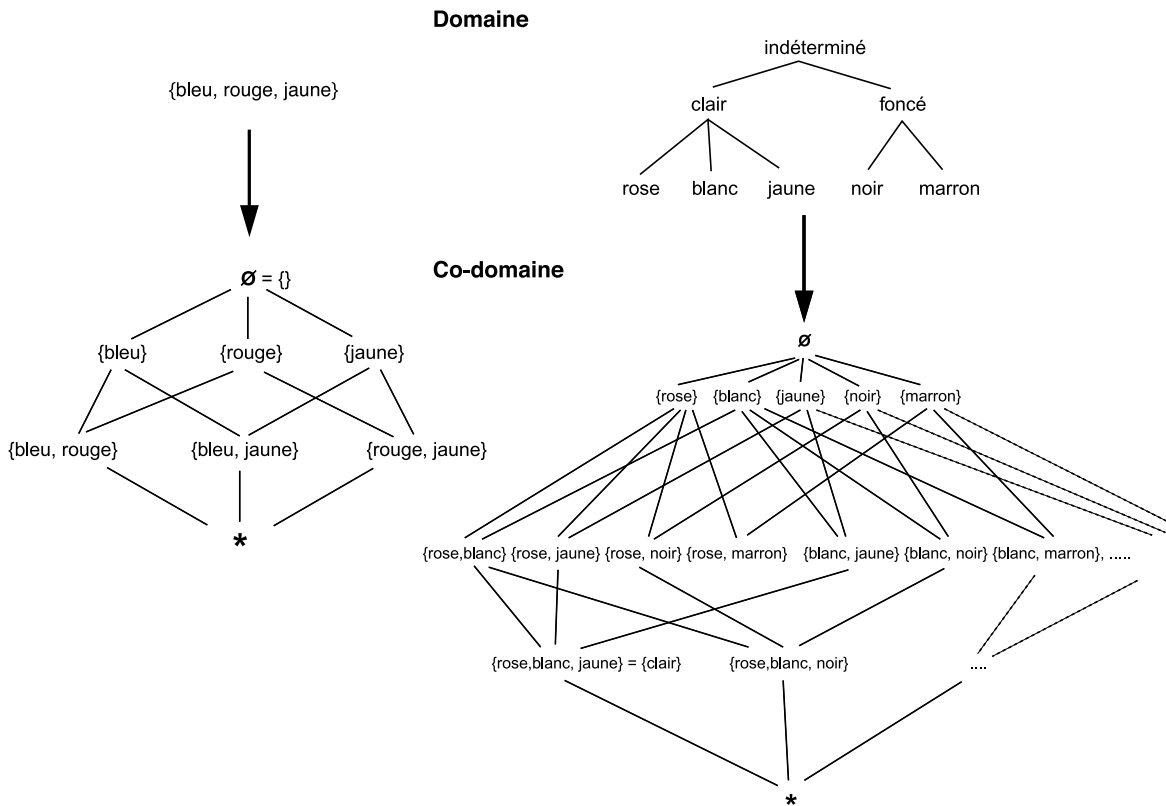 Domaine
indéterminé
{bleu, rouge, jaune}
clair foncé
rose blanc jaune noir marron
Co-domaine
ø = {}
ø
{bleu} {rouge} {jaune}
{rose} {blanc} {jaune} {noir} {marron}
{bleu, rouge} {bleu, jaune} {rouge, jaune}
*
{rose,blanc} {rose, jaune} {rose, noir} {rose, marron} {blanc, jaune} {blanc, noir} {blanc, marron}, .....
{rose,blanc, jaune} = {clair} {rose,blanc, noir} ....
*